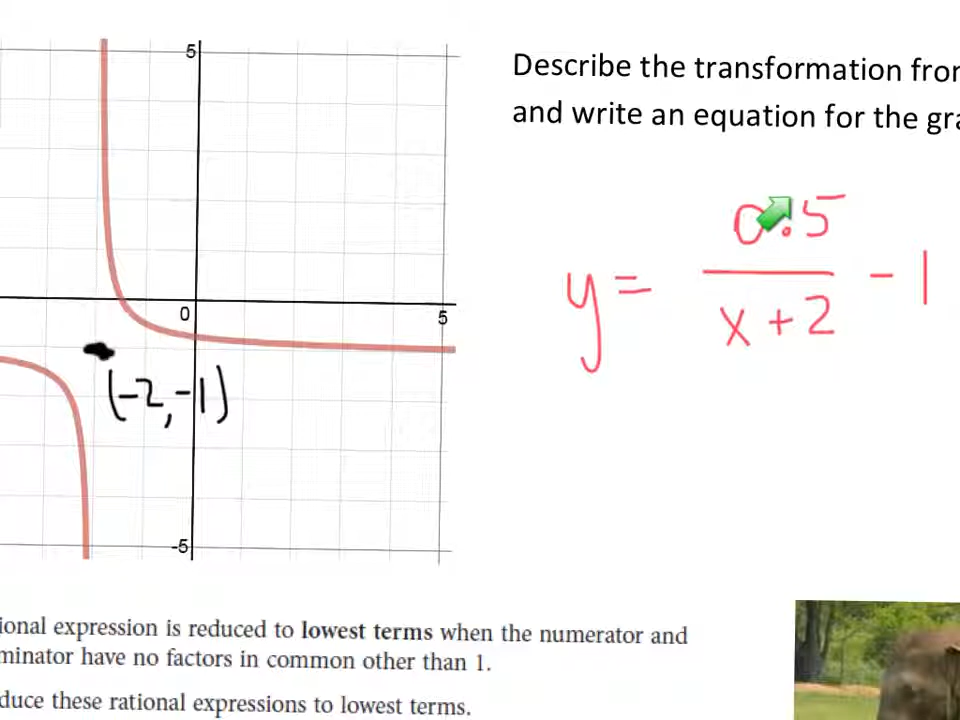 5
Describe the transformation from
and write an equation for the gra
y = 0.5 / x + 2 - 1
0
5
(-2, -1)
-5
ional expression is reduced to lowest terms when the numerator and
minator have no factors in common other than 1.
duce these rational expressions to lowest terms.